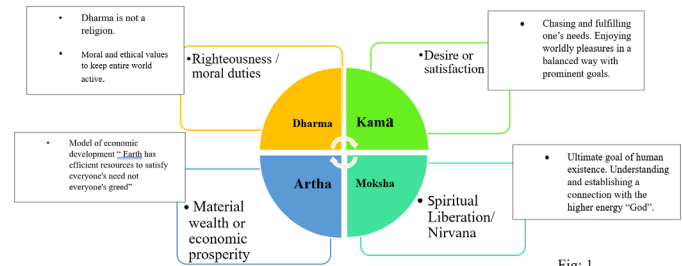 • Dharma is not a
religion.
• Moral and ethical values
to keep entire world
active.
•Righteousness /
moral duties
•Desire or
satisfaction
• Chasing and fulfilling
one's needs. Enjoying
worldly pleasures in a
balanced way with
prominent goals.
Dharma
Kama
• Model of economic
development “ Earth has
efficient resources to satisfy
everyone's need not
everyone's greed”
Artha
Moksha
• Material
wealth or
economic
prosperity
• Spiritual
Liberation/
Nirvana
• Ultimate goal of human
existence. Understanding
and establishing a
connection with the
higher energy “God”.
Fig: 1